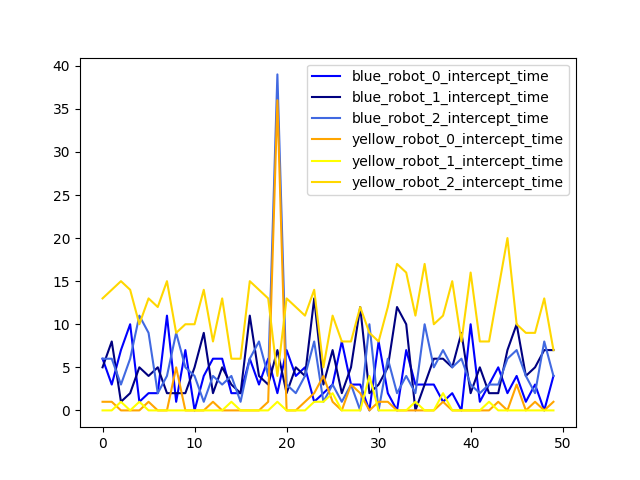 40
35
30
25
20
15
10
5
0
0 10 20 30 40 50
blue_robot_0_intercept_time
blue_robot_1_intercept_time
blue_robot_2_intercept_time
yellow_robot_0_intercept_time
yellow_robot_1_intercept_time
yellow_robot_2_intercept_time